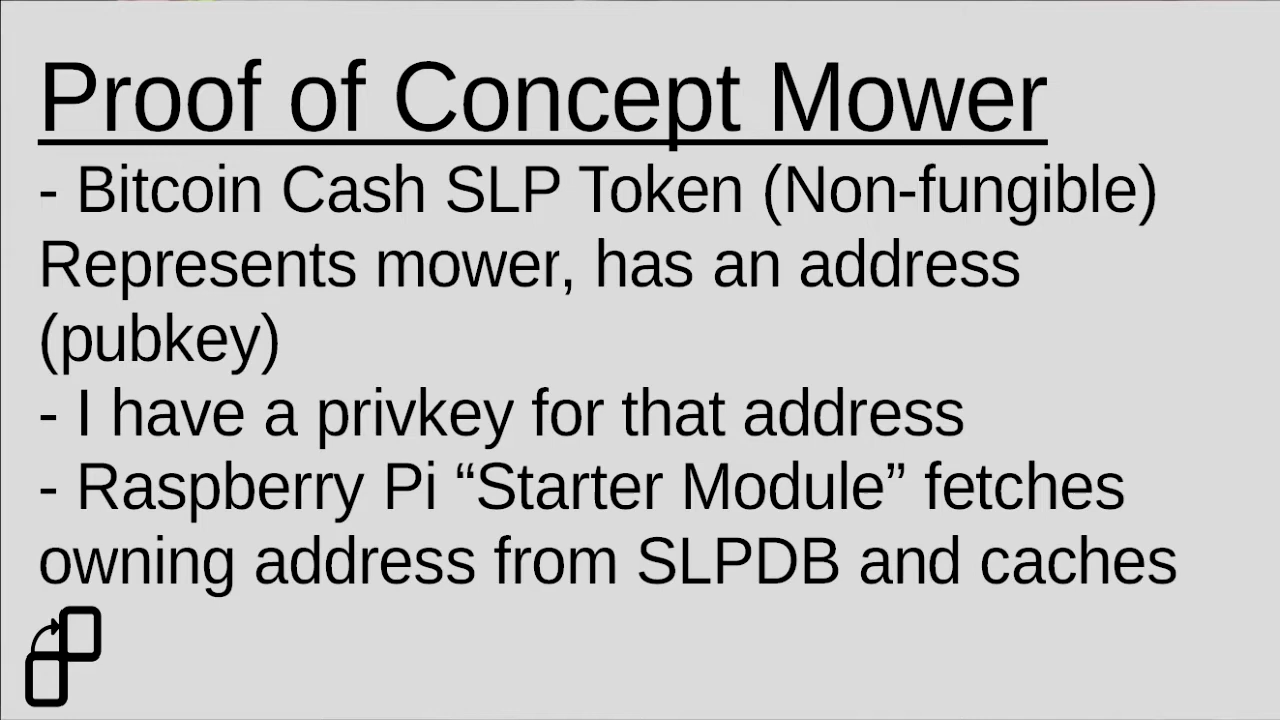 Proof of Concept Mower
- Bitcoin Cash SLP Token (Non-fungible)
Represents mower, has an address
(pubkey)
- I have a privkey for that address
- Raspberry Pi “Starter Module” fetches
owning address from SLPDB and caches